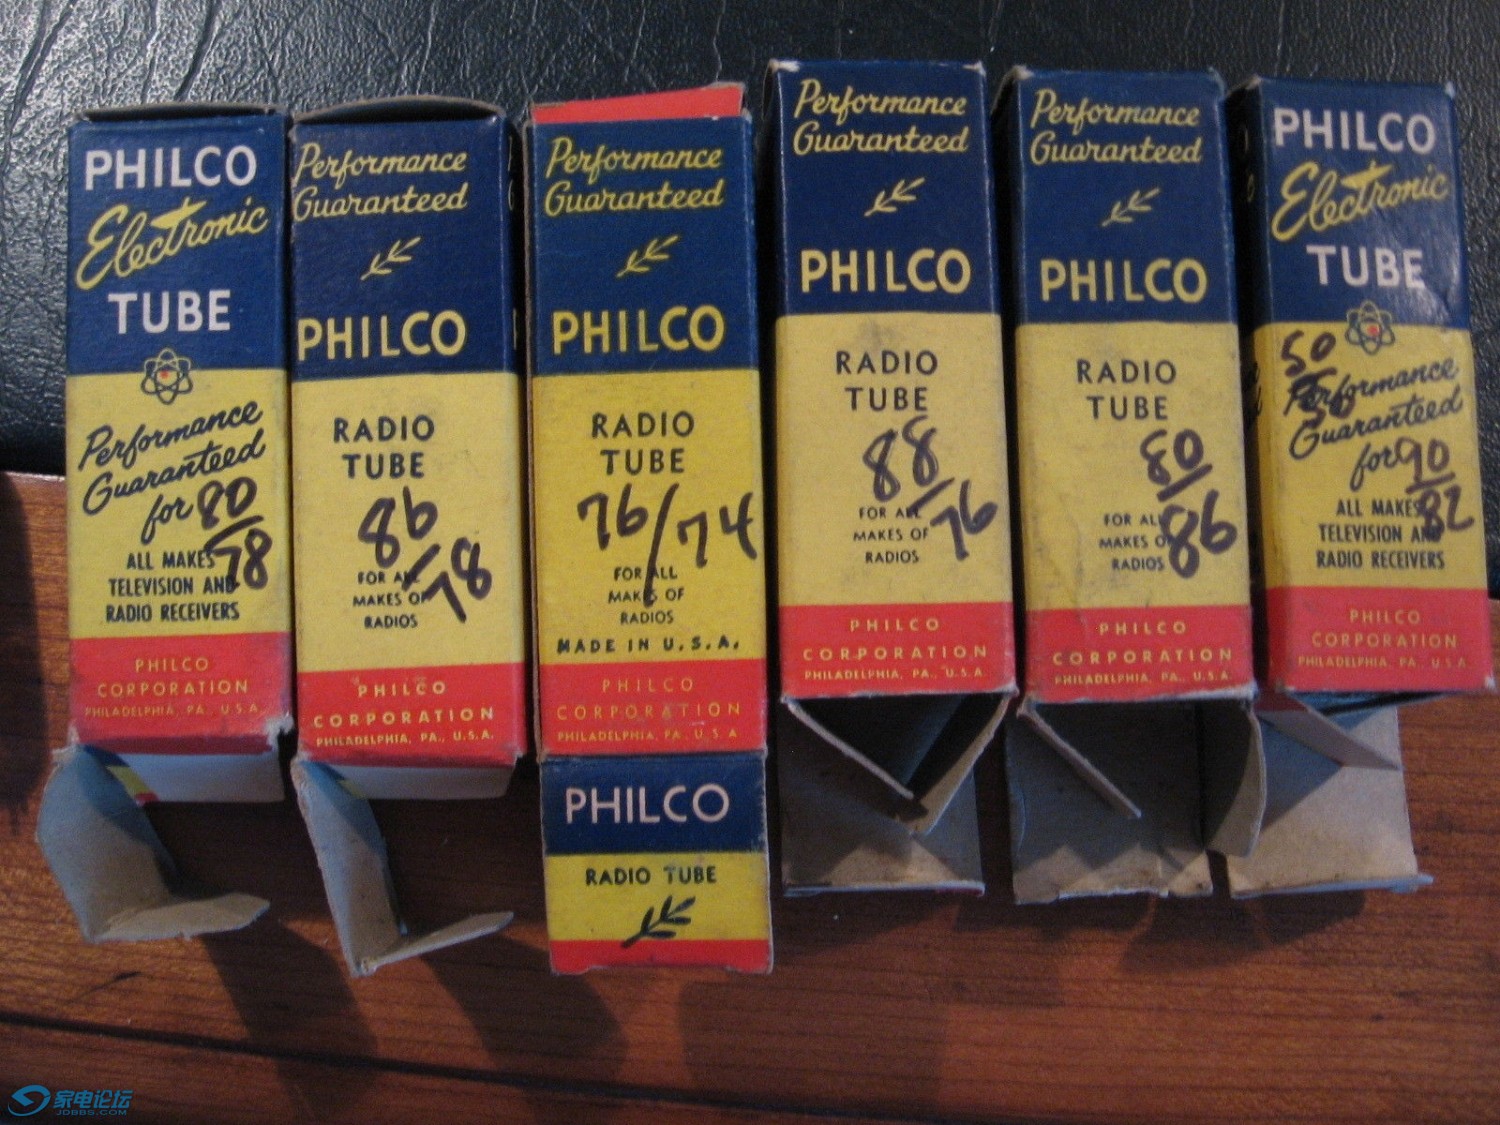 PHILCO
Electronic
TUBE
Performance
Guaranteed
for 80
78
ALL MAKES
TELEVISION AND
RADIO RECEIVERS
PHILCO
CORPORATION
PHILADELPHIA, PA., U.S.A.
Performance
Guaranteed
PHILCO
RADIO
TUBE
86
78
FOR ALL
MAKES OF
RADIOS
PHILCO
CORPORATION
PHILADELPHIA, PA., U.S.A.
Performance
Guaranteed
PHILCO
RADIO
TUBE
76/74
FOR ALL
MAKES OF
RADIOS
MADE IN U.S.A.
PHILCO
CORPORATION
PHILADELPHIA, PA., U.S.A
PHILCO
RADIO TUBE
Performance
Guaranteed
PHILCO
RADIO
TUBE
88
76
FOR ALL
MAKES OF
RADIOS
PHILCO
CORPORATION
PHILADELPHIA, PA., U.S.A.
Performance
Guaranteed
PHILCO
RADIO
TUBE
80
86
FOR ALL
MAKES OF
RADIOS
PHILCO
CORPORATION
PHILADELPHIA, PA., U.S.A.
PHILCO
Electronic
TUBE
50
Performance
Guaranteed
for 90
82
ALL MAKES
TELEVISION AND
RADIO RECEIVERS
PHILCO
CORPORATION
PHILADELPHIA, PA., U.S.A.
家电论坛
JDBBS.COM